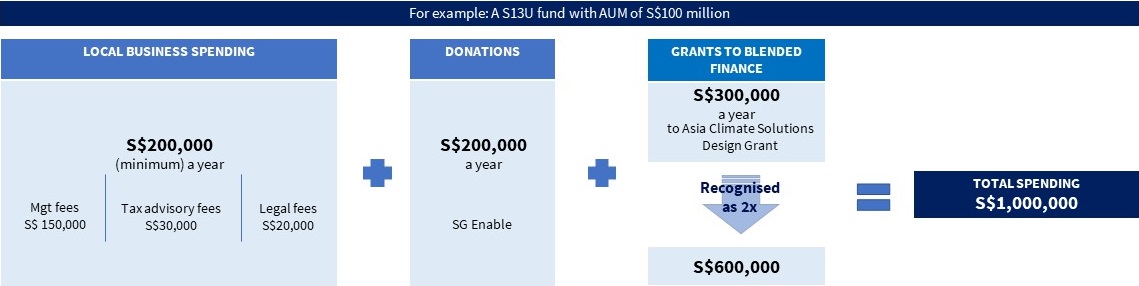 For example: A S13U fund with AUM of S$100 million
LOCAL BUSINESS SPENDING
S$200,000
(minimum) a year
Mgt fees
S$ 150,000
Tax advisory fees
S$30,000
Legal fees
S$20,000
DONATIONS
S$200,000
a year
SG Enable
GRANTS TO BLENDED
FINANCE
S$300,000
a year
to Asia Climate Solutions
Design Grant
Recognised
as 2x
S$600,000
TOTAL SPENDING
S$1,000,000